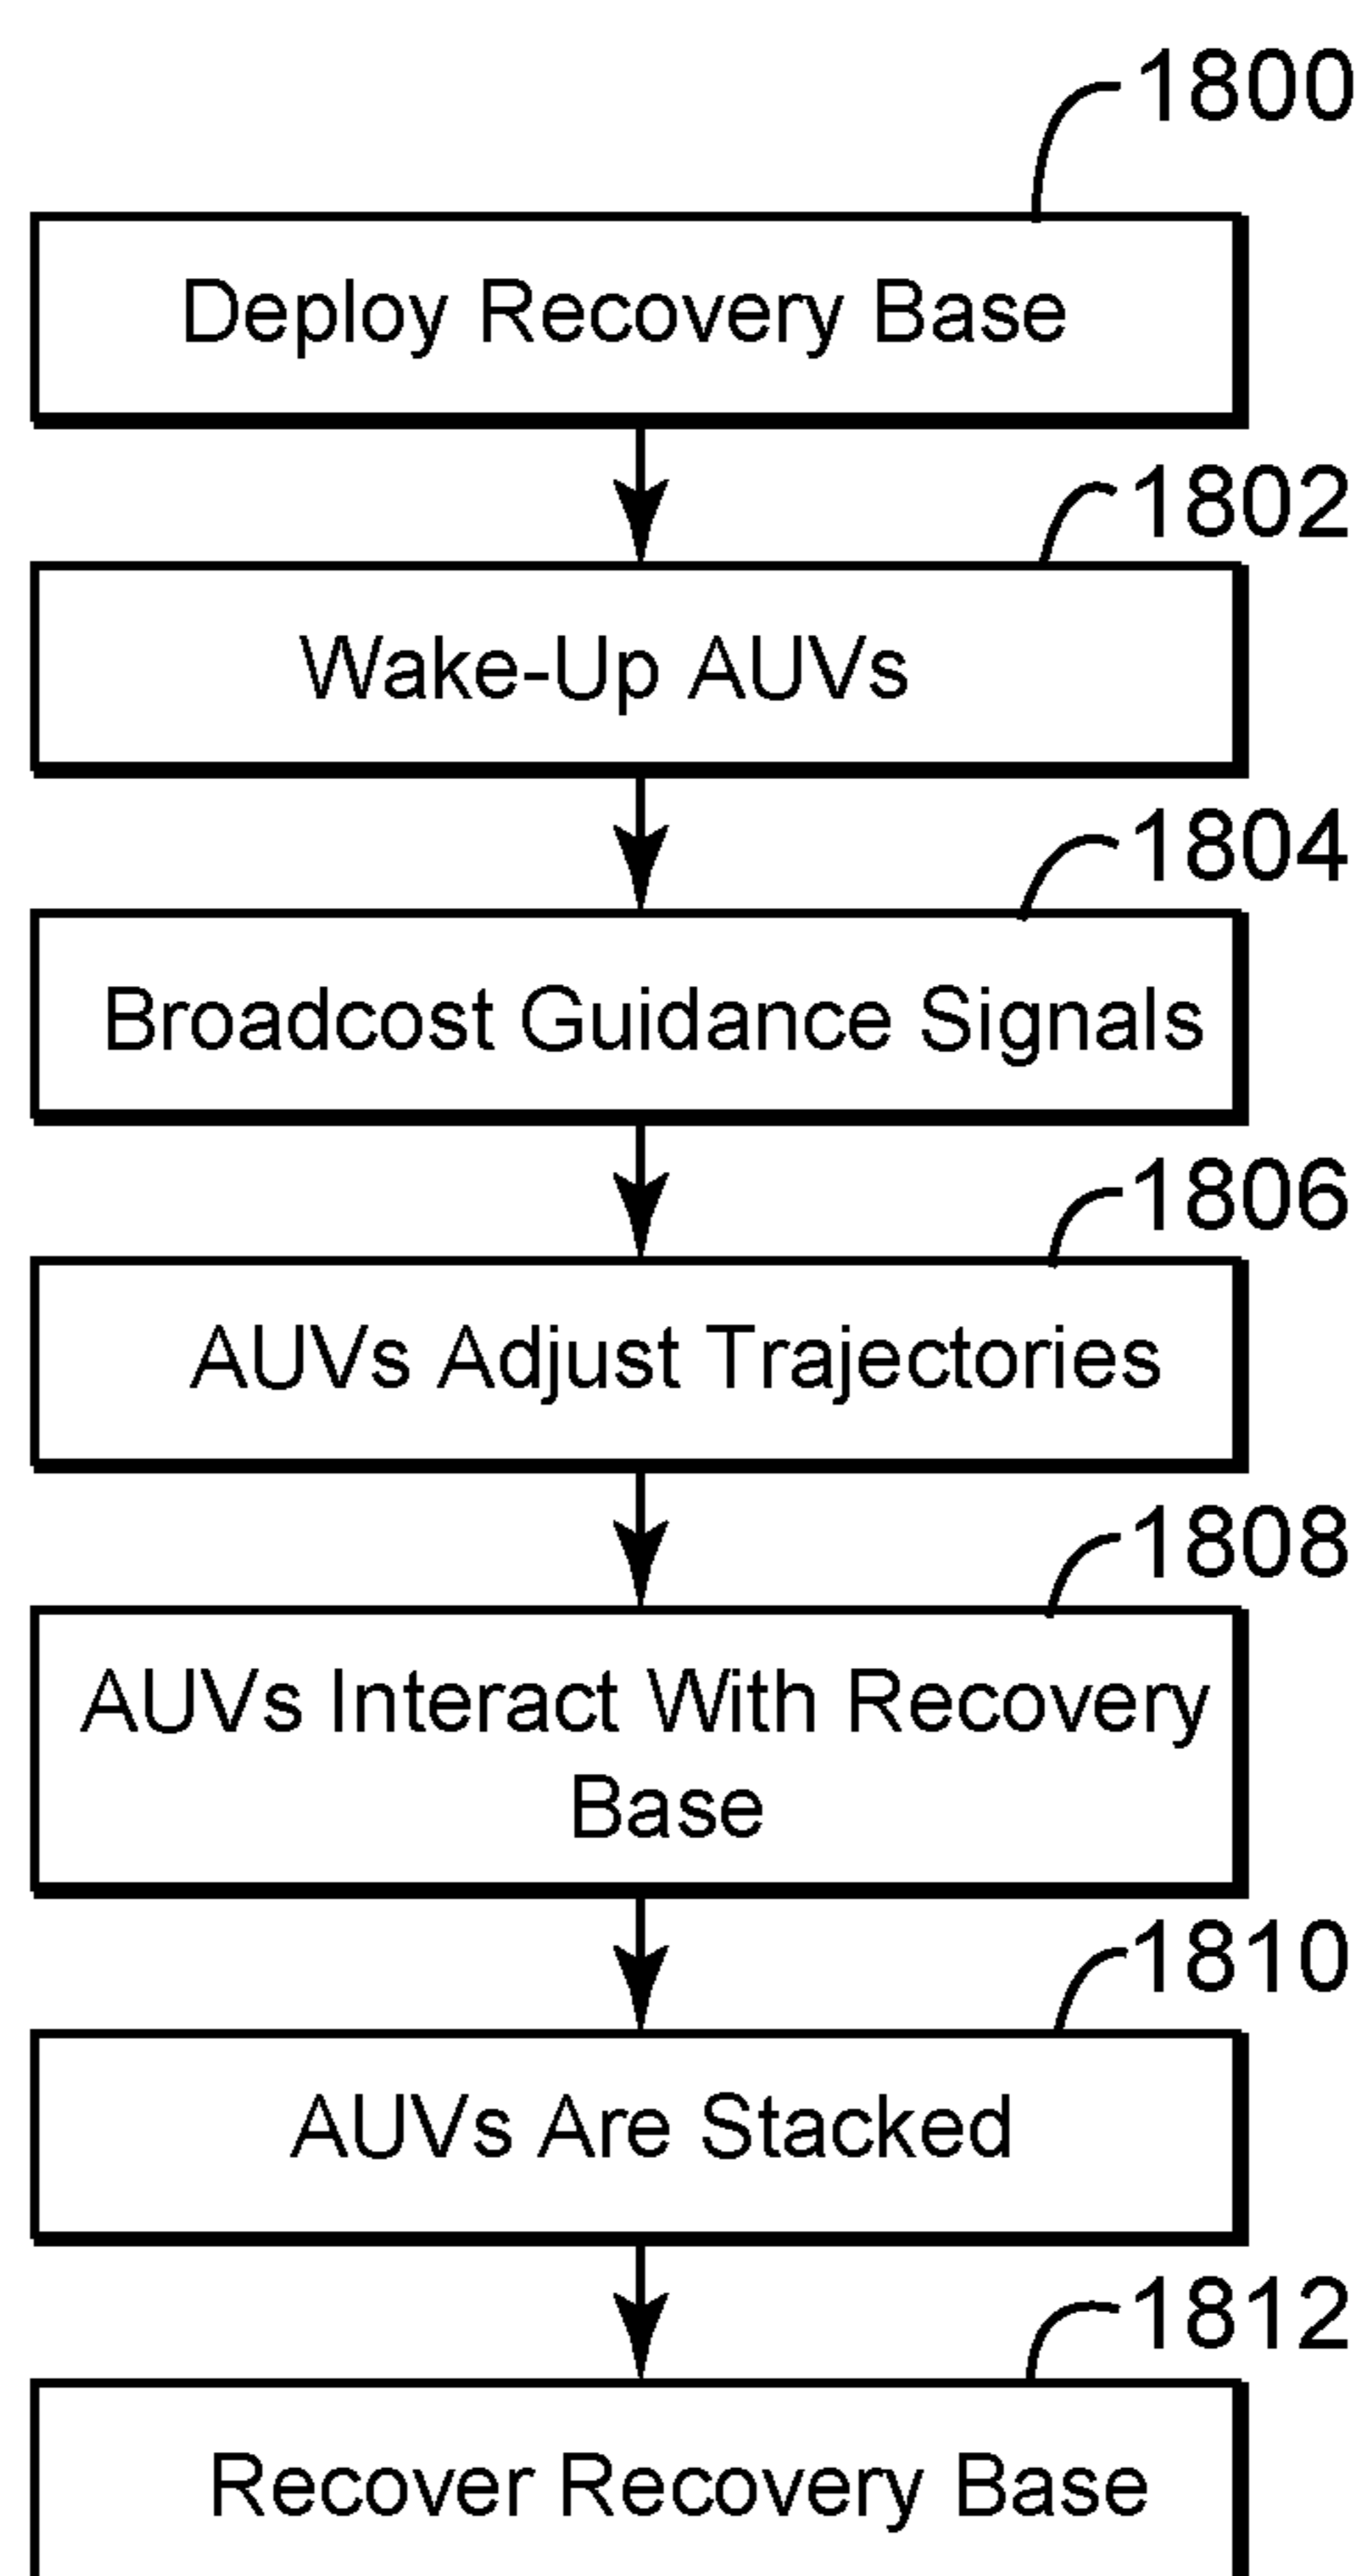 1800
Deploy Recovery Base
1802
Wake-Up AUVs
1804
Broadcost Guidance Signals
1806
AUVs Adjust Trajectories
1808
AUVs Interact With Recovery
Base
1810
AUVs Are Stacked
1812
Recover Recovery Base